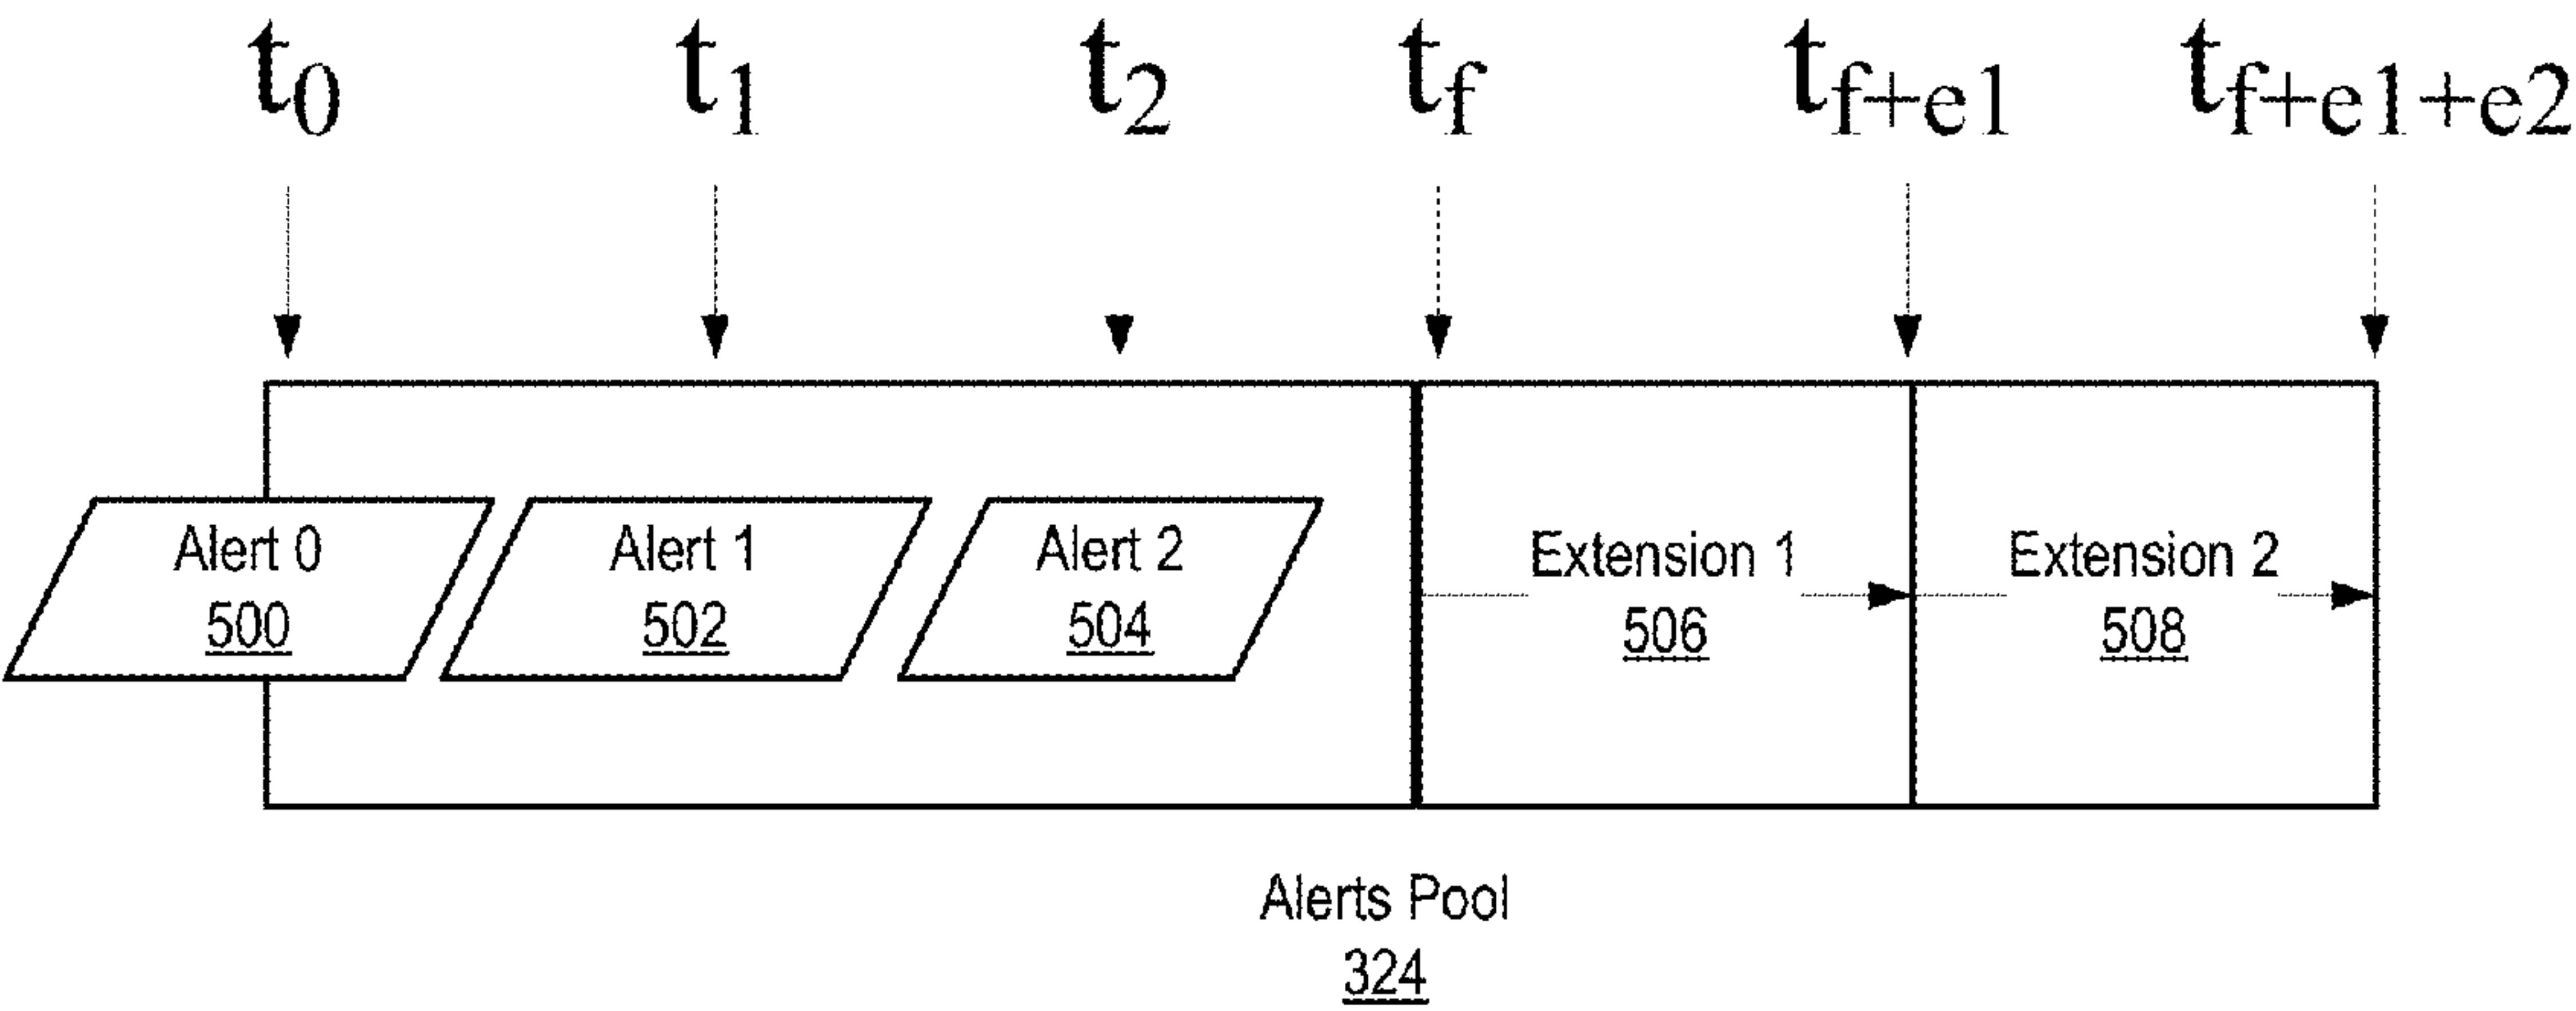 t0 t1 t2 tf tf+e1 tf+e1+e2
Alert 0 Alert 1 Alert 2 Extension 1 Extension 2
500 502 504 506 508
Alerts Pool
324